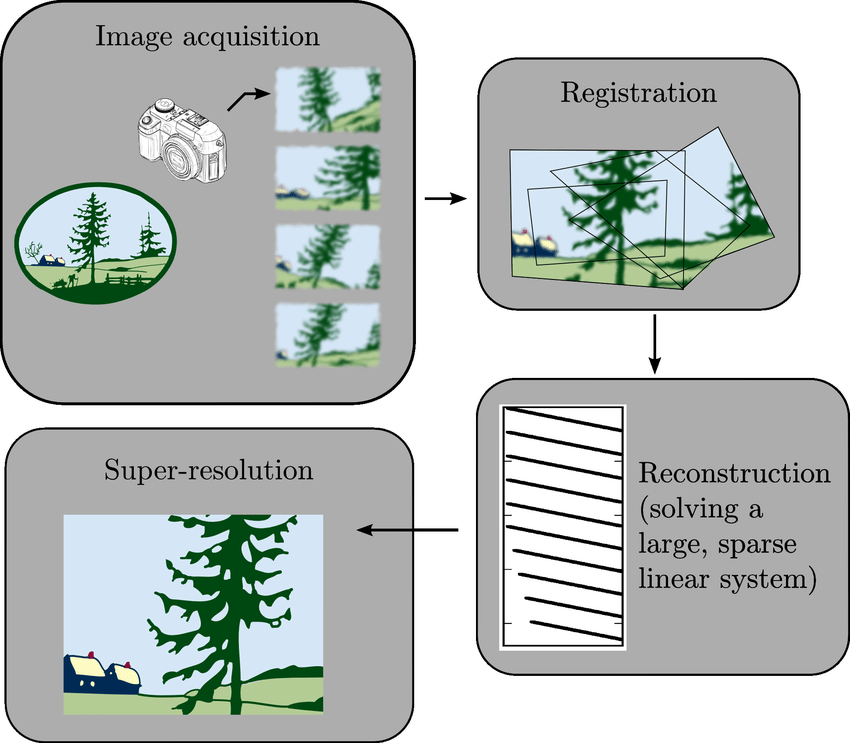 Image acquisition
Registration
Reconstruction
(solving a
large, sparse
linear system)
Super-resolution